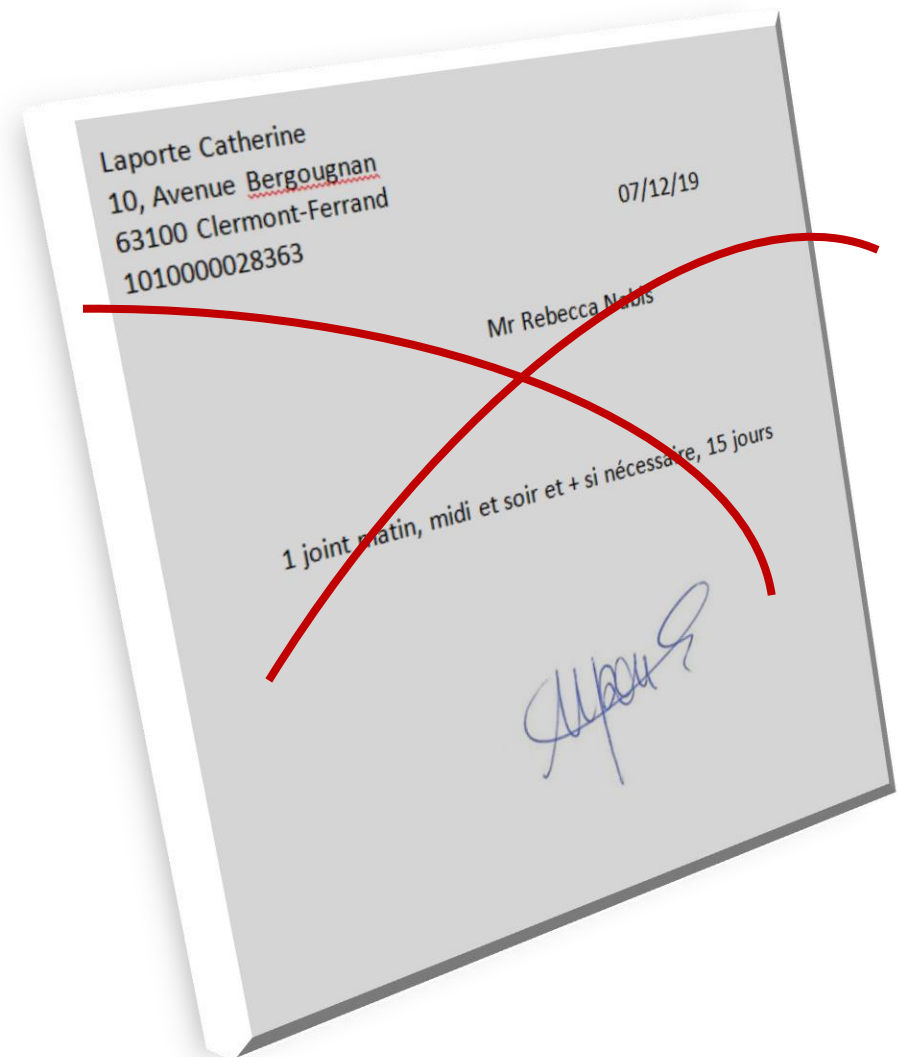 Laporte Catherine
10, Avenue Bergougnan
63100 Clermont-Ferrand
07/12/19
1010000028363
Mr Rebecca Nabis
1 joint matin, midi et soir et + si nécessaire, 15 jours